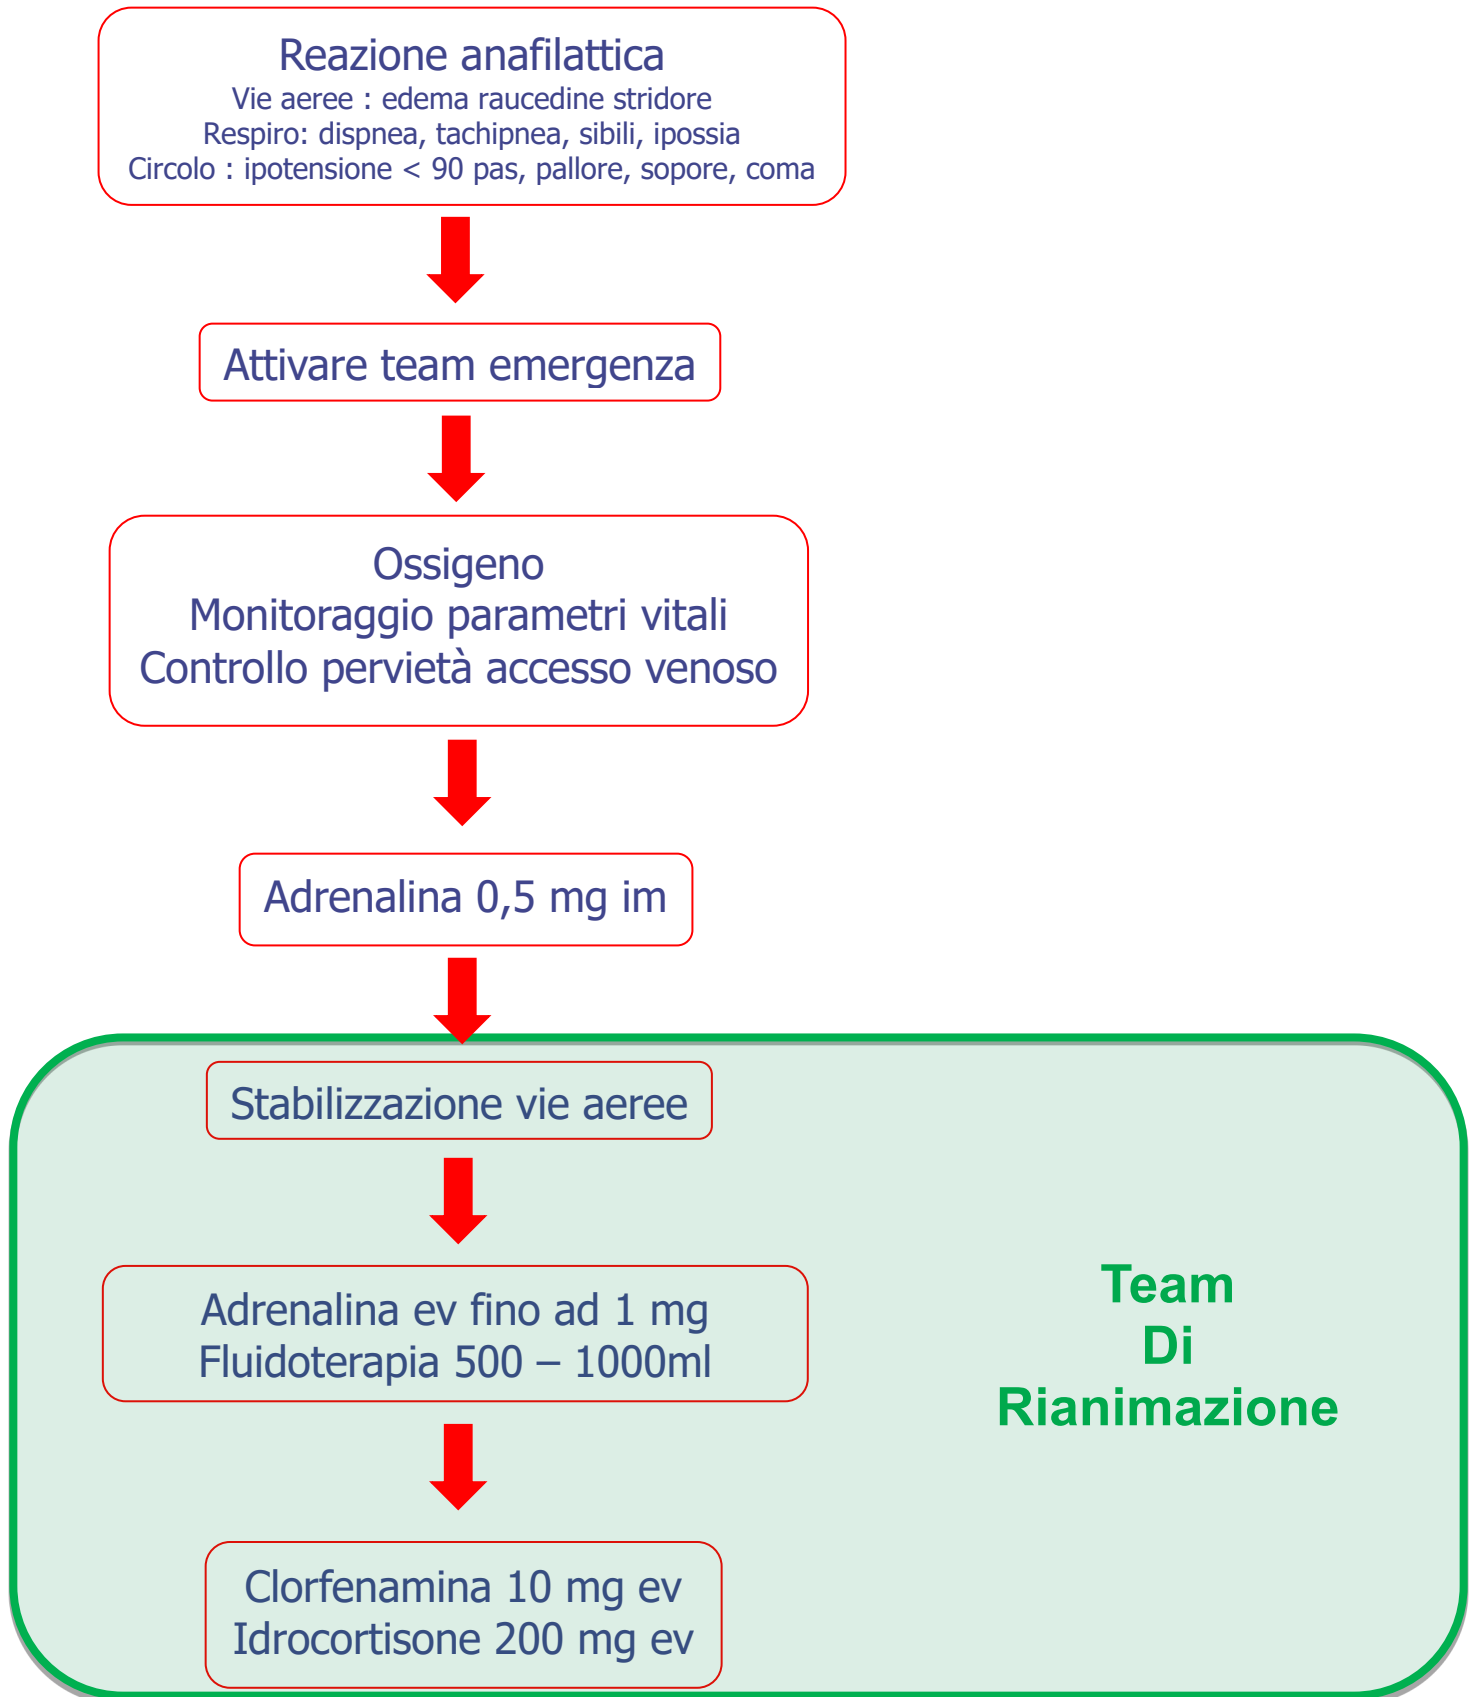 Reazione anafilattica
Vie aeree : edema raucedine stridore
Respiro: dispnea, tachipnea, sibili, ipossia
Circolo : ipotensione < 90 pas, pallore, sopore, coma
Attivare team emergenza
Ossigeno
Monitoraggio parametri vitali
Controllo pervietà accesso venoso
Adrenalina 0,5 mg im
Stabilizzazione vie aeree
Adrenalina ev fino ad 1 mg
Fluidoterapia 500 – 1000ml
Team
Di
Rianimazione
Clorfenamina 10 mg ev
Idrocortisone 200 mg ev